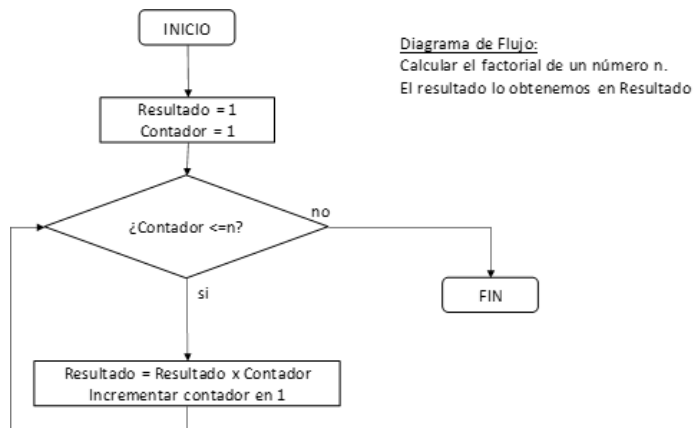 INICIO
Diagrama de Flujo:
Calcular el factorial de un número n.
El resultado lo obtenemos en Resultado
Resultado = 1
Contador = 1
¿Contador <=n?
no
si
FIN
Resultado = Resultado x Contador
Incrementar contador en 1